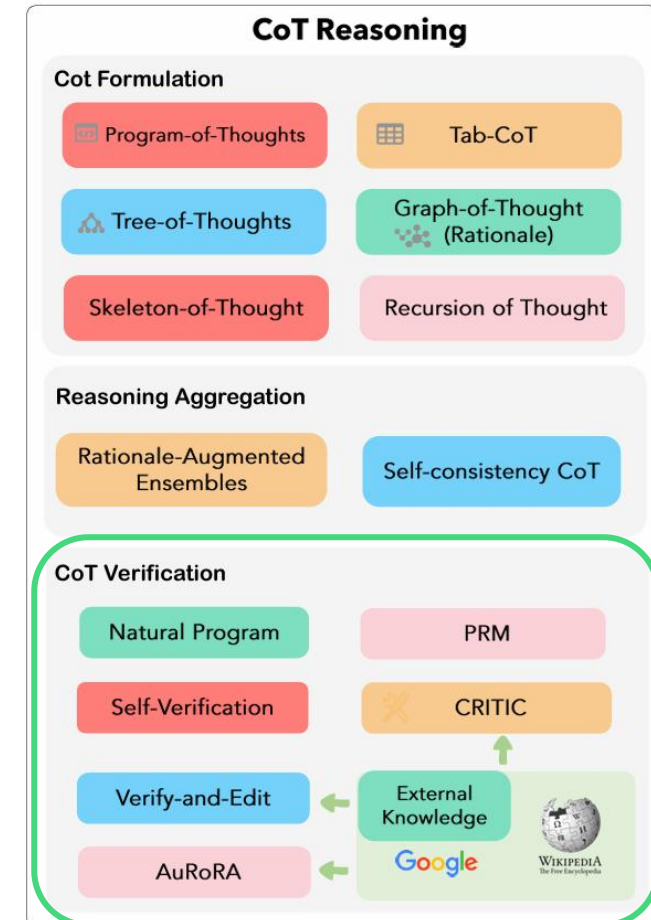 CoT Reasoning
Cot Formulation
Program-of-Thoughts
Tab-CoT
Tree-of-Thoughts
Graph-of-Thought
(Rationale)
Skeleton-of-Thought
Recursion of Thought
Reasoning Aggregation
Rationale-Augmented
Ensembles
Self-consistency CoT
CoT Verification
Natural Program
PRM
Self-Verification
CRITIC
Verify-and-Edit
External
Knowledge
AuRoRA
Google
WIKIPEDIA
The Free Encyclopedia